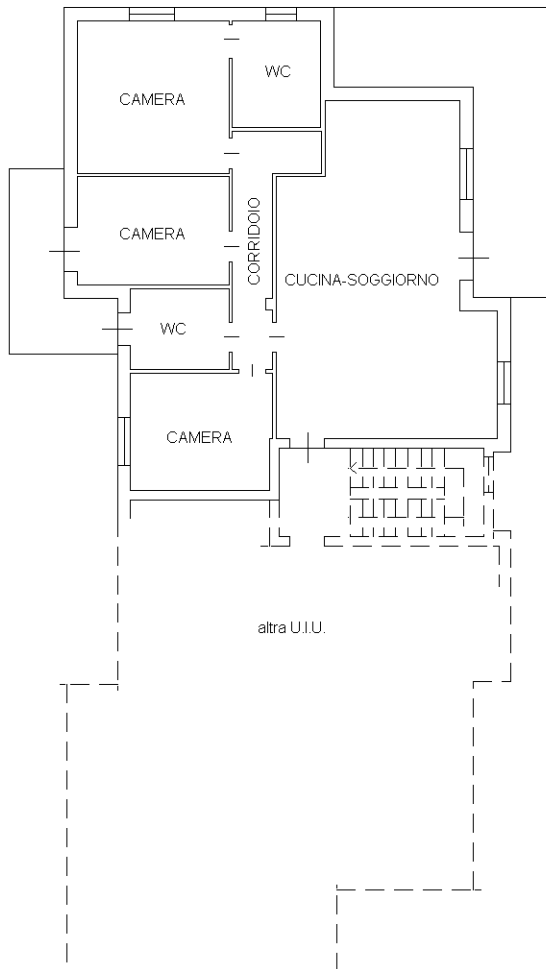 WC
CAMERA
CAMERA
CORRIDOIO
CUCINA-SOGGIORNO
WC
CAMERA
altra U.I.U.